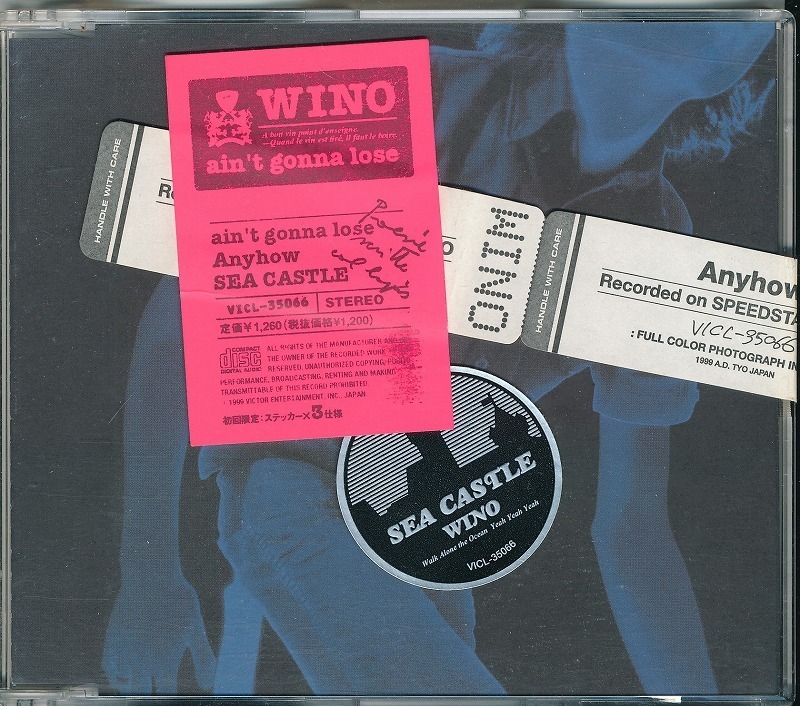 WINO
A bon vin point d'enseigne.
—Quand le vin est tiré, il faut le boire.
ain't gonna lose
ain't gonna lose
Anyhow
SEA CASTLE
VICL-35066 STEREO
定価¥1,260(税抜価格¥1,200)
COMPACT
disc
DIGITAL AUDIO
ALL RIGHTS OF THE MANUFACTURER AND
THE OWNER OF THE RECORDED WORK
RESERVED. UNAUTHORIZED COPYING, PUBLIC
PERFORMANCE, BROADCASTING, RENTING AND MAKING
TRANSMITTABLE OF THIS RECORD PROHIBITED.
1999 VICTOR ENTERTAINMENT, INC., JAPAN.
初回限定:ステッカー×3仕様
HANDLE WITH CARE
R
O
WINO
HANDLE WITH CARE
Anyhow
Recorded on SPEEDSTA
VICL-35066
: FULL COLOR PHOTOGRAPH IN
1999 A.D. TYO JAPAN
SEA CASTLE
WINO
Walk Alone the Ocean Yeah Yeah Yeah
VICL-35066